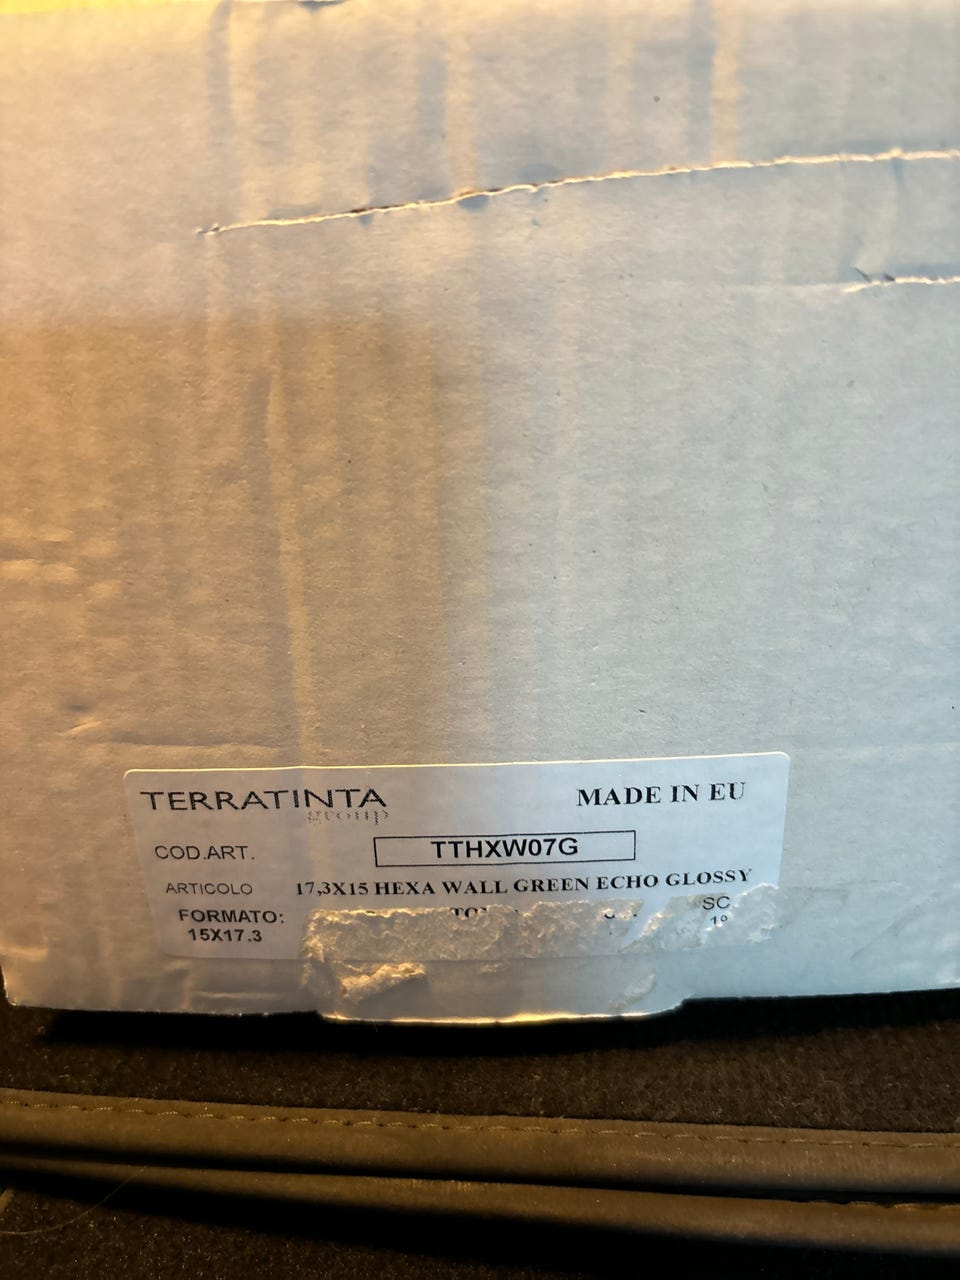 TERRATINTA
group
MADE IN EU
COD.ART.
TTHXW07G
ARTICOLO
17,3X15 HEXA WALL GREEN ECHO GLOSSY
FORMATO:
15X17.3
SC
1º